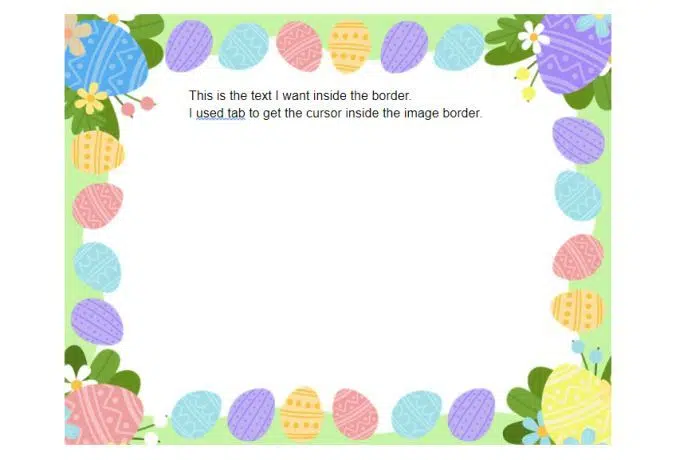 This is the text I want inside the border.
I used tab to get the cursor inside the image border.